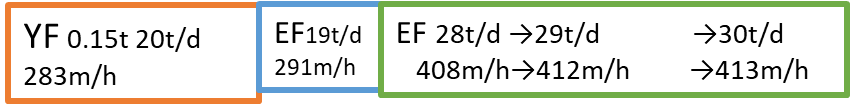 YF 0.15t 20t/d
283m/h
EF19t/d
291m/h
EF 28t/d →29t/d →30t/d
408m/h→412m/h →413m/h